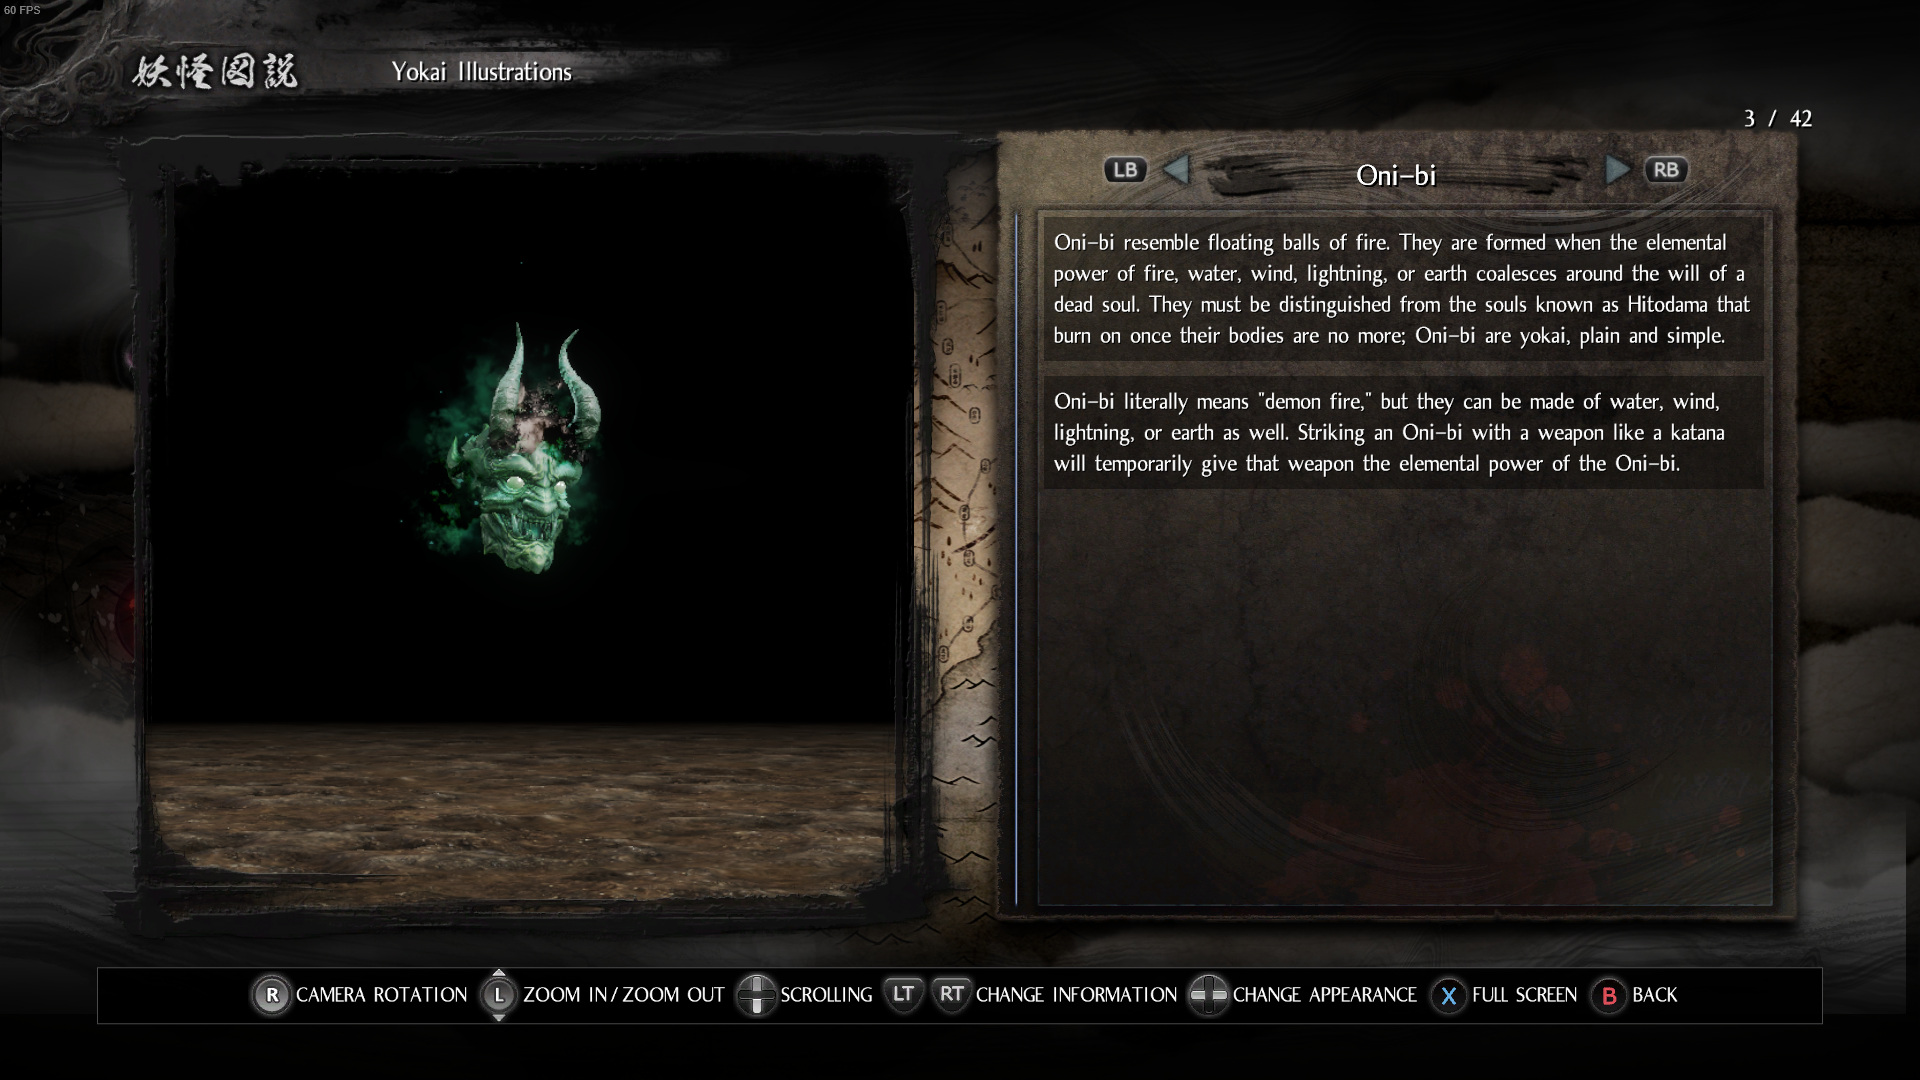 60 FPS
妖怪図説
Yokai Illustrations
3 / 42
LB
Oni-bi
RB
Oni-bi resemble floating balls of fire. They are formed when the elemental
power of fire, water, wind, lightning, or earth coalesces around the will of a
dead soul. They must be distinguished from the souls known as Hitodama that
burn on once their bodies are no more; Oni-bi are yokai, plain and simple.
Oni-bi literally means "demon fire," but they can be made of water, wind,
lightning, or earth as well. Striking an Oni-bi with a weapon like a katana
will temporarily give that weapon the elemental power of the Oni-bi.
R CAMERA ROTATION L ZOOM IN/ZOOM OUT SCROLLING LT RT CHANGE INFORMATION CHANGE APPEARANCE X FULL SCREEN B BACK